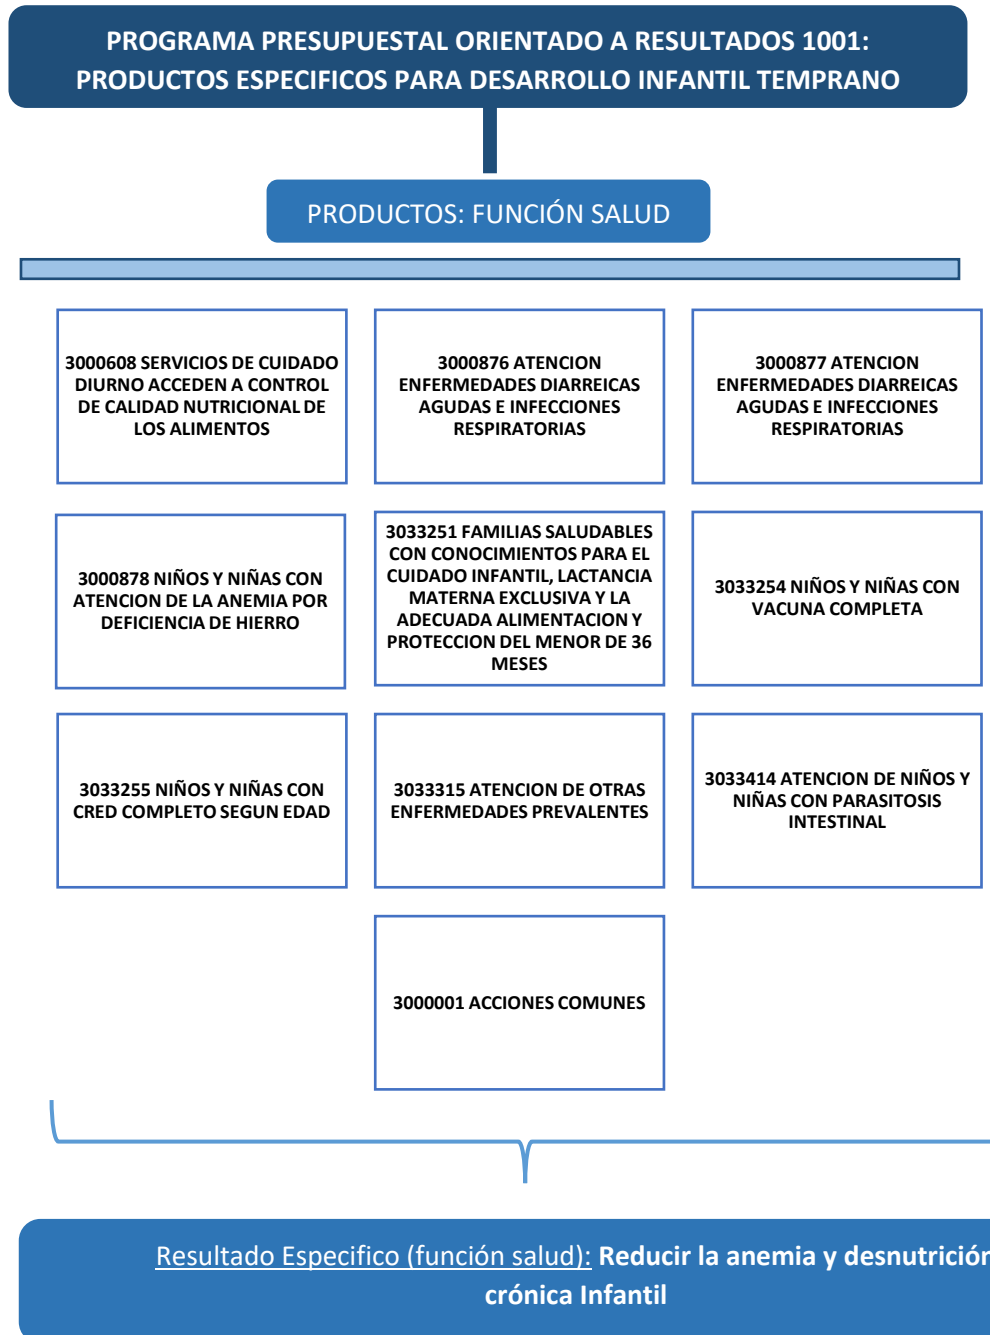 PROGRAMA PRESUPUESTAL ORIENTADO A RESULTADOS 1001:
PRODUCTOS ESPECIFICOS PARA DESARROLLO INFANTIL TEMPRANO
PRODUCTOS: FUNCIÓN SALUD
3000608 SERVICIOS DE CUIDADO
DIURNO ACCEDEN A CONTROL
DE CALIDAD NUTRICIONAL DE
LOS ALIMENTOS
3000876 ATENCION
ENFERMEDADES DIARREICAS
AGUDAS E INFECCIONES
RESPIRATORIAS
3000877 ATENCION
ENFERMEDADES DIARREICAS
AGUDAS E INFECCIONES
RESPIRATORIAS
3000878 NIÑOS Y NIÑAS CON
ATENCION DE LA ANEMIA POR
DEFICIENCIA DE HIERRO
3033251 FAMILIAS SALUDABLES
CON CONOCIMIENTOS PARA EL
CUIDADO INFANTIL, LACTANCIA
MATERNA EXCLUSIVA Y LA
ADECUADA ALIMENTACION Y
PROTECCION DEL MENOR DE 36
MESES
3033254 NIÑOS Y NIÑAS CON
VACUNA COMPLETA
3033255 NIÑOS Y NIÑAS CON
CRED COMPLETO SEGUN EDAD
3033315 ATENCION DE OTRAS
ENFERMEDADES PREVALENTES
3033414 ATENCION DE NIÑOS Y
NIÑAS CON PARASITOSIS
INTESTINAL
3000001 ACCIONES COMUNES
Resultado Especifico (función salud): Reducir la anemia y desnutrición
crónica Infantil